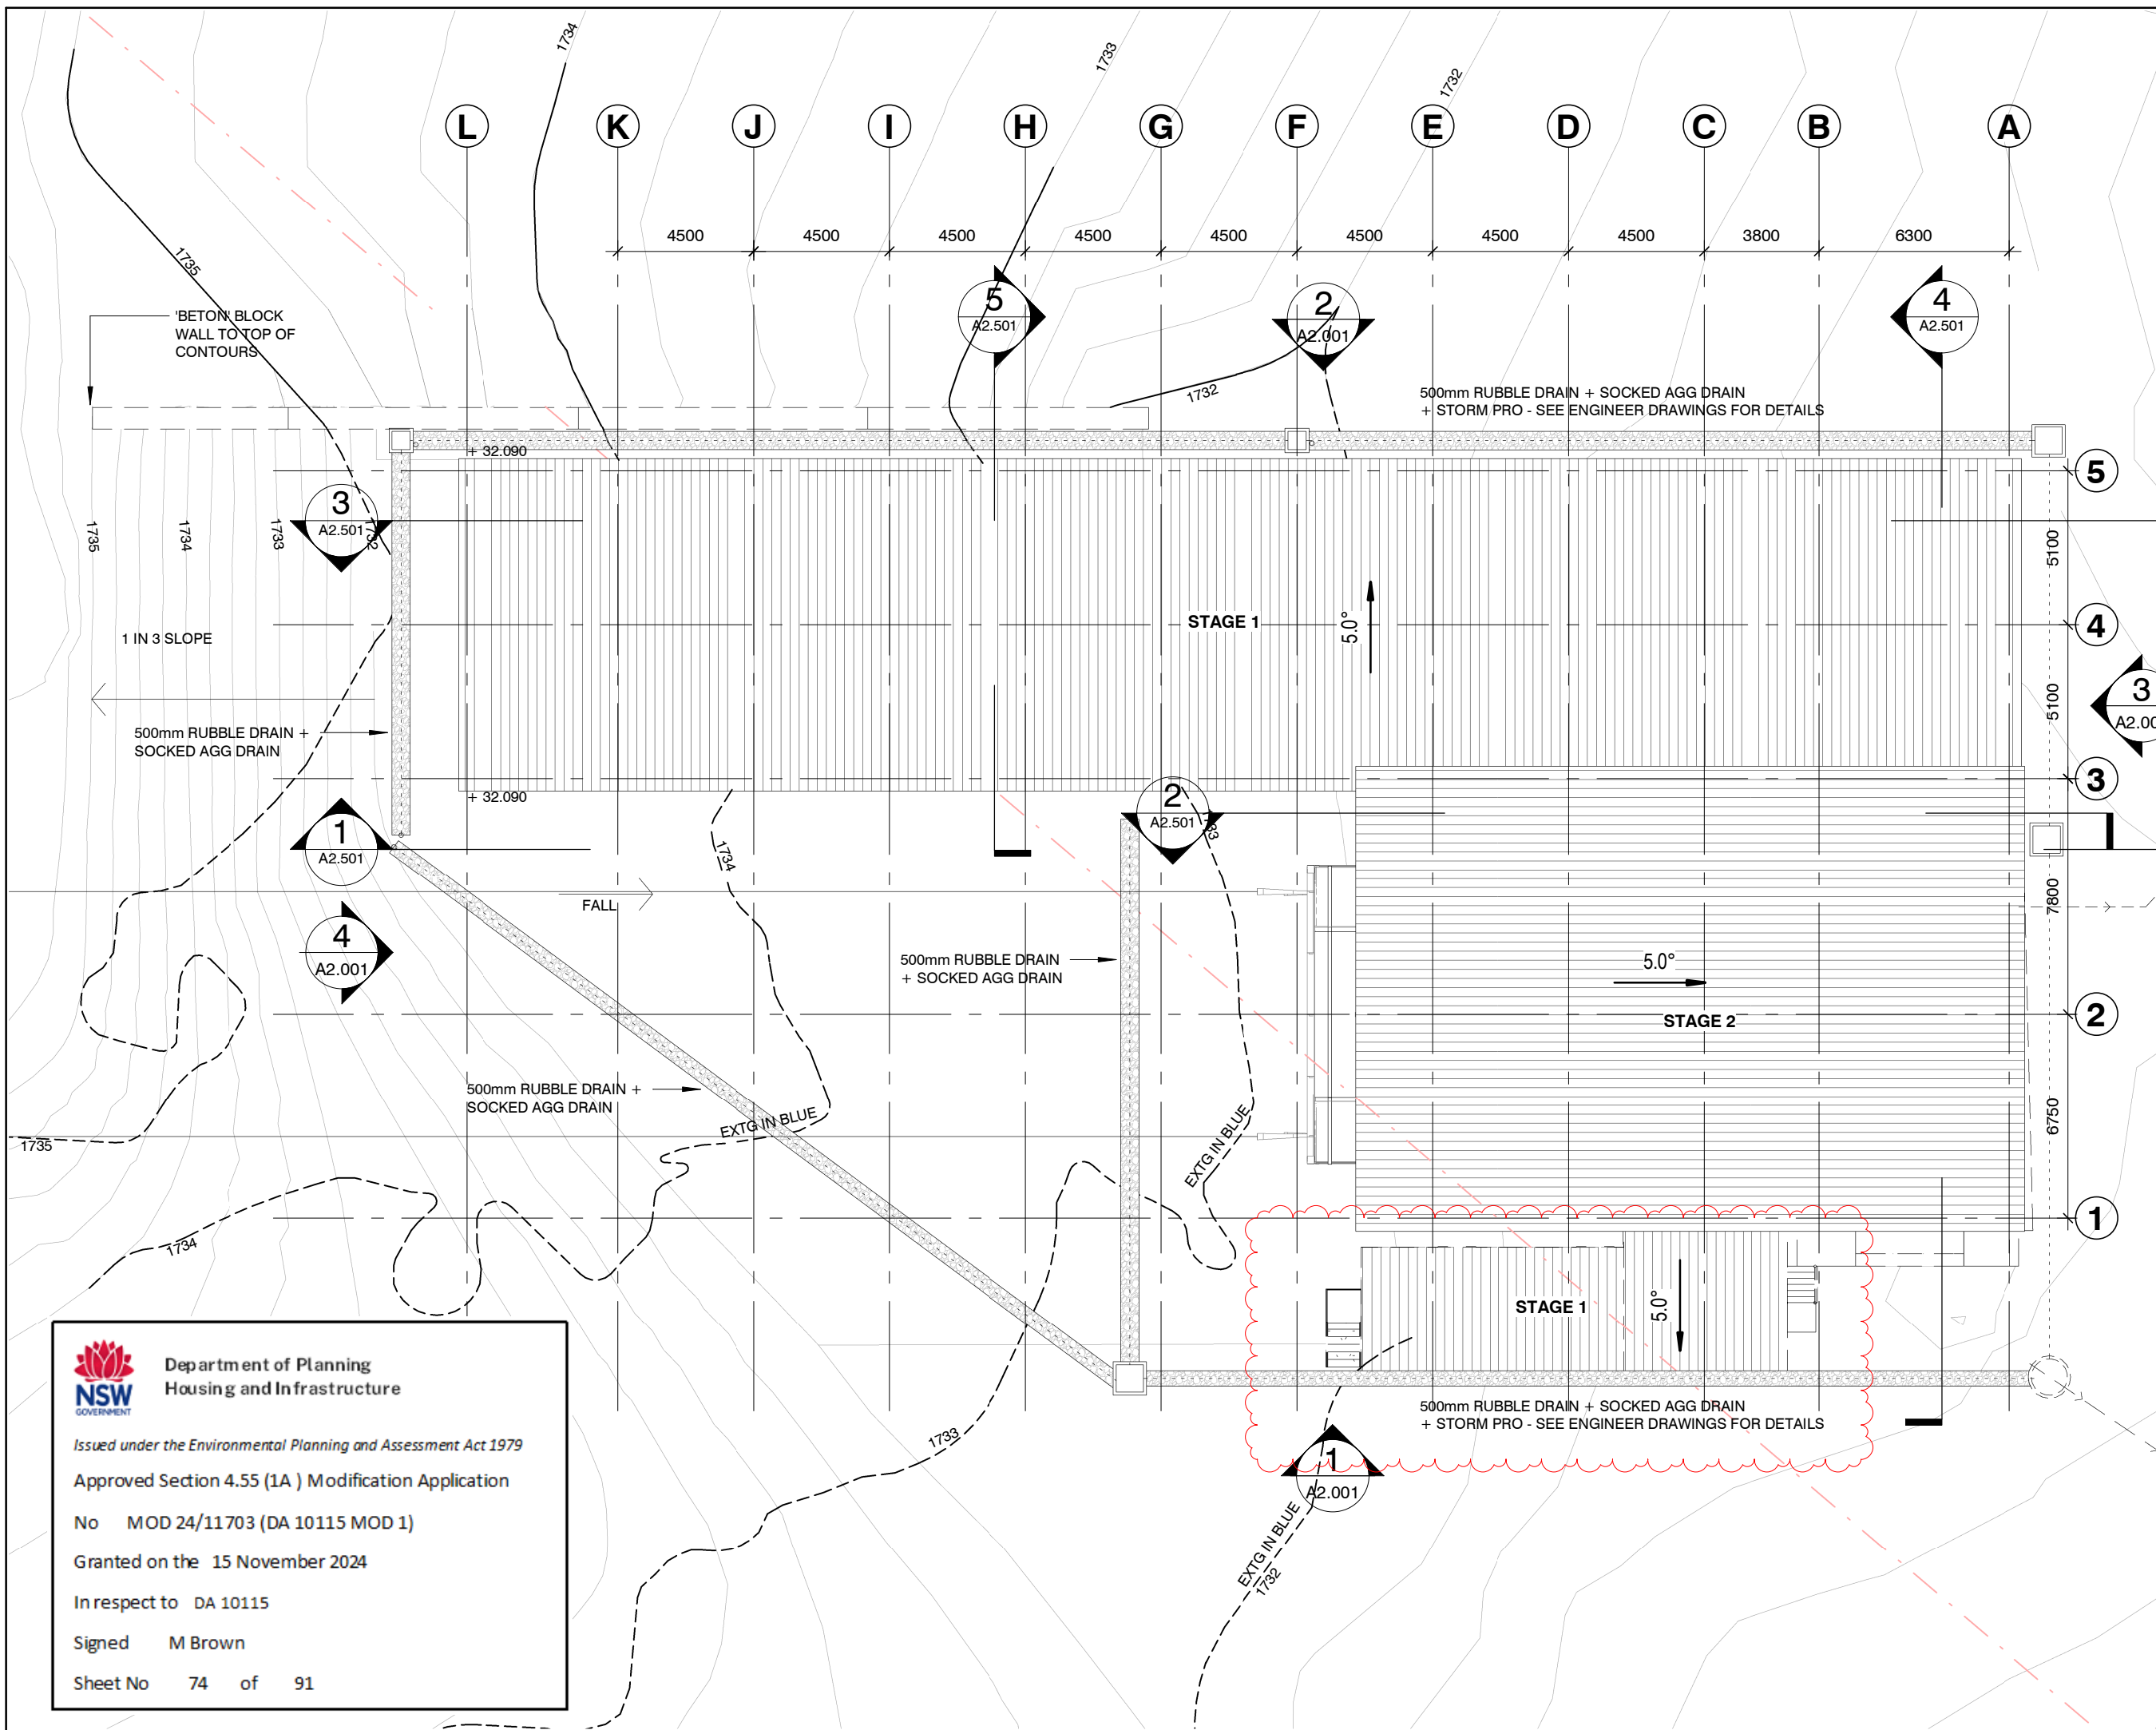 1734
1733
1732
L K J I H G F E D C B A
4500 4500 4500 4500 4500 4500 4500 4500 3800 6300
1735
'BETON' BLOCK
WALL TO TOP OF
CONTOURS
5
A2.501
2
A2.001
4
A2.501
1732
500mm RUBBLE DRAIN + SOCKED AGG DRAIN
+ STORM PRO - SEE ENGINEER DRAWINGS FOR DETAILS
+ 32.090
5
3
A2.501
1735
1734
1733
1732
5100
STAGE 1
5.0°
4
1 IN 3 SLOPE
5100
3
500mm RUBBLE DRAIN +
SOCKED AGG DRAIN
3
+ 32.090
2
A2.501
1733
1
A2.501
1734
7800
FALL
4
A2.001
500mm RUBBLE DRAIN
+ SOCKED AGG DRAIN
5.0°
STAGE 2
2
500mm RUBBLE DRAIN +
SOCKED AGG DRAIN
EXTG IN BLUE
EXTG IN BLUE
6750
1735
1
1734
STAGE 1
5.0°
500mm RUBBLE DRAIN + SOCKED AGG DRAIN
+ STORM PRO - SEE ENGINEER DRAWINGS FOR DETAILS
1733
1
A2.001
EXTG IN BLUE
1732
NSW
GOVERNMENT
Department of Planning
Housing and Infrastructure
Issued under the Environmental Planning and Assessment Act 1979
Approved Section 4.55 (1A ) Modification Application
No MOD 24/11703 (DA 10115 MOD 1)
Granted on the 15 November 2024
In respect to DA 10115
Signed M Brown
Sheet No 74 of 91